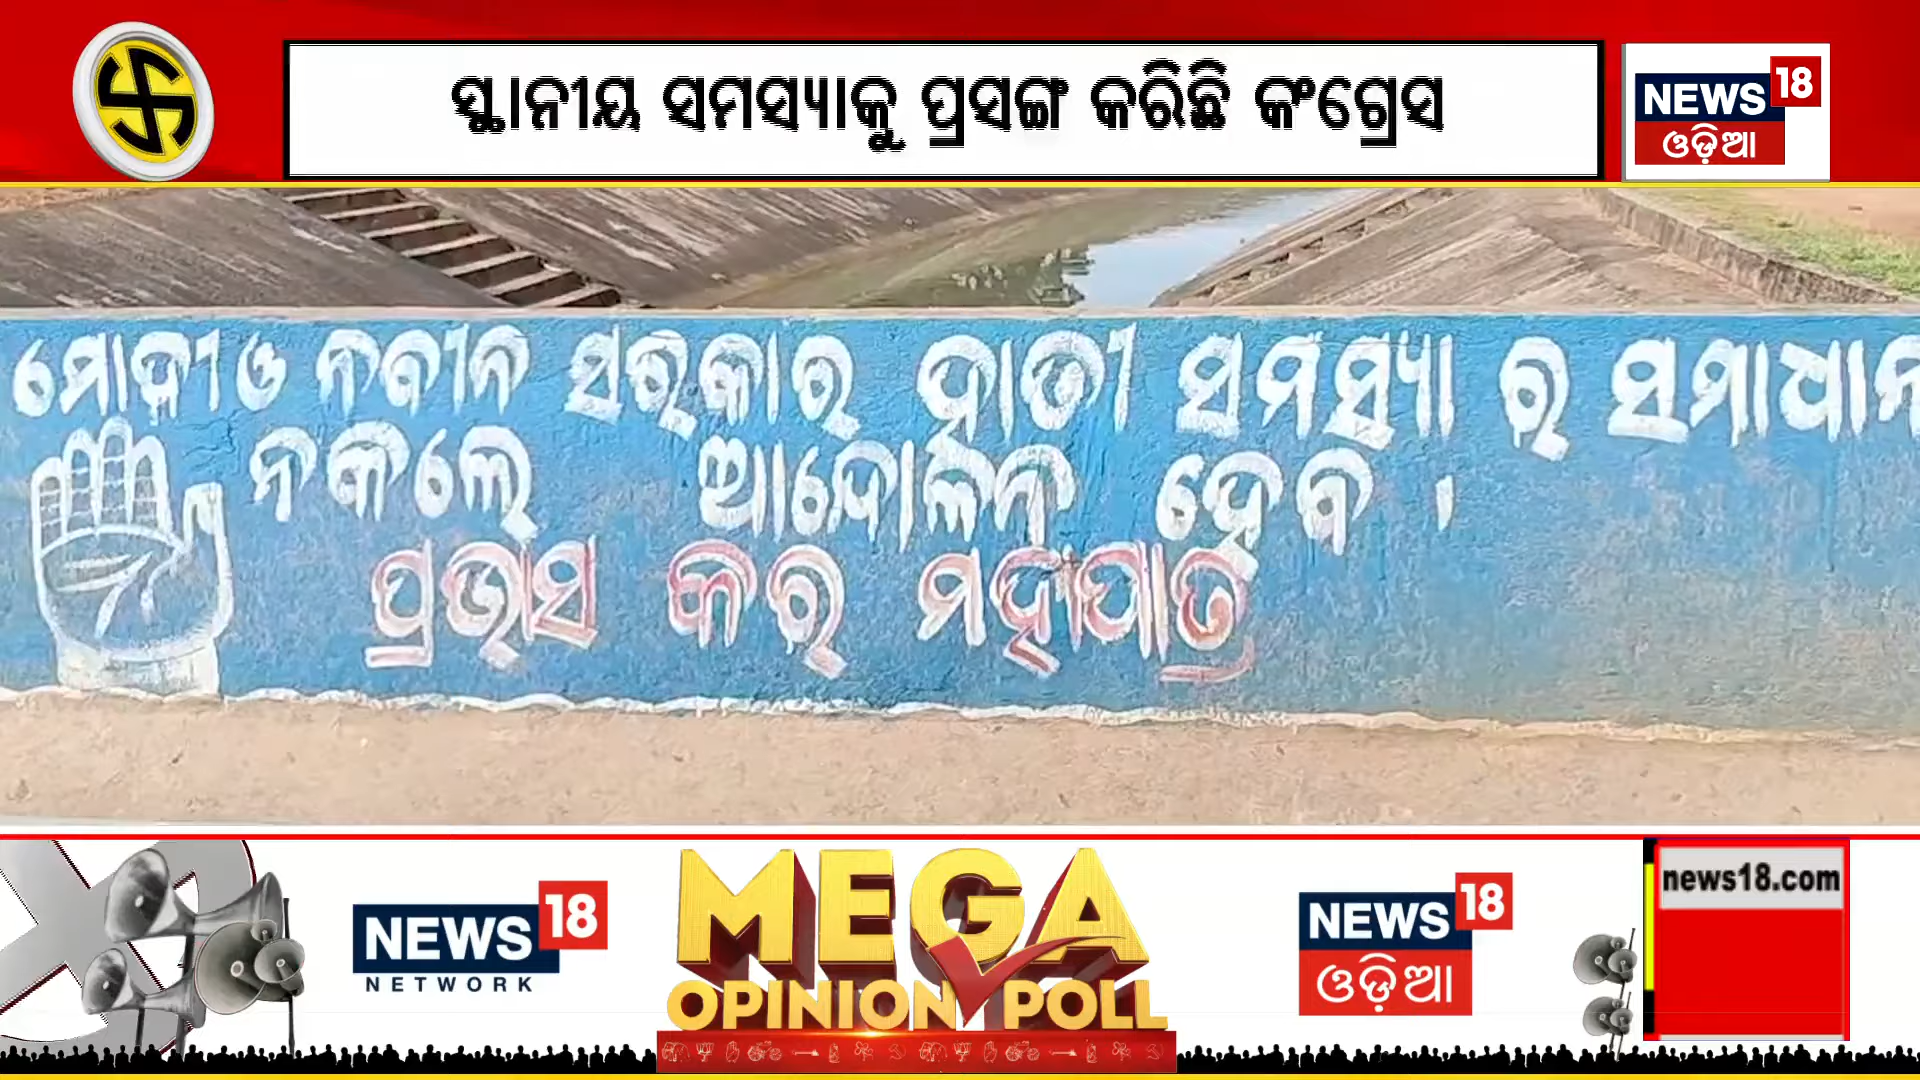 ସ୍ଥାନୀୟ ସମସ୍ୟାକୁ ପ୍ରସଙ୍ଗ କରିଛି କଂଗ୍ରେସ
NEWS 18
ଓଡ଼ିଆ
ମୋଦୀ ଓ ନବୀନ ସରକାର ହାତୀ ସମସ୍ୟା ର ସମାଧାନ
ନକଲେ ଆନ୍ଦୋଳନ ହେବ ।
ପ୍ରଭାସ କର ମହାପାତ୍ର
NEWS 18
NETWORK
MEGA
OPINION POLL
NEWS 18
ଓଡ଼ିଆ
news18.com